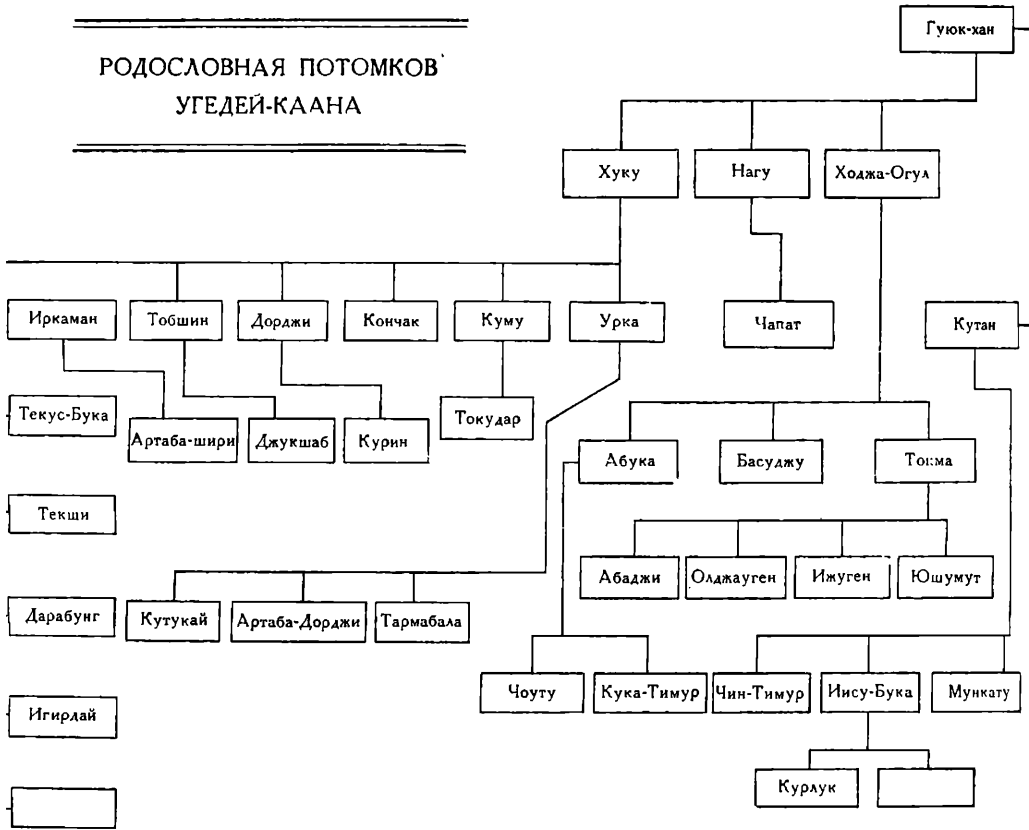 РОДОСЛОВНАЯ ПОТОМКОВ
УГЕДЕЙ-КААНА
Гуюк-хан
Хуку
Нагу
Ходжа-Огул
Иркаман
Тобшин
Дорджи
Кончак
Куму
Урка
Чапат
Кутан
Текус-Бука
Артаба-шири
Джукшаб
Курин
Токудар
Абука
Басуджу
Токма
Текши
Абаджи
Олджауген
Ижуген
Юшумут
Дарабунг
Кутукай
Артаба-Дорджи
Тармабала
Чоуту
Кука-Тимур
Чин-Тимур
Иису-Бука
Мункату
Игирдай
Курлук